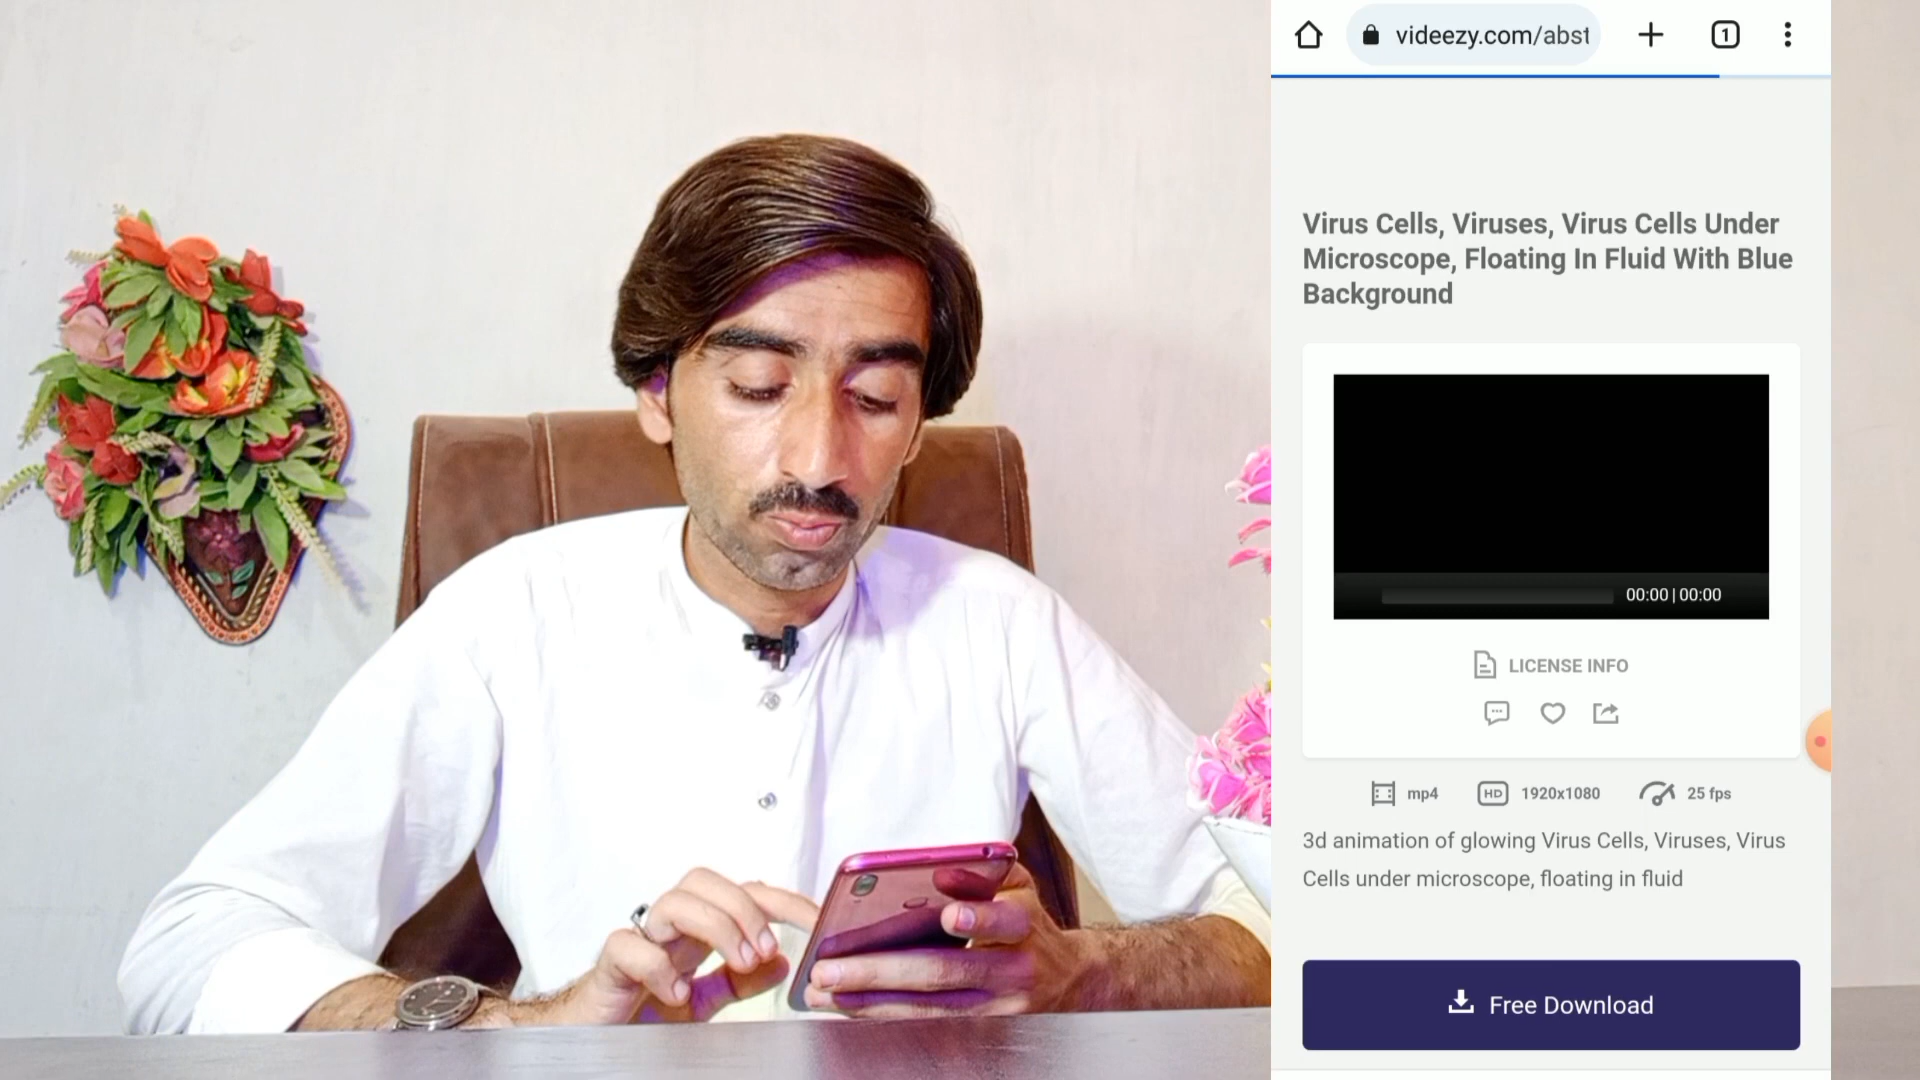 videezy.com/abst
1
Virus Cells, Viruses, Virus Cells Under
Microscope, Floating In Fluid With Blue
Background
00:00|00:00
LICENSE INFO
mp4
HD
1920x1080
25 fps
3d animation of glowing Virus Cells, Viruses, Virus
Cells under microscope, floating in fluid
Free Download